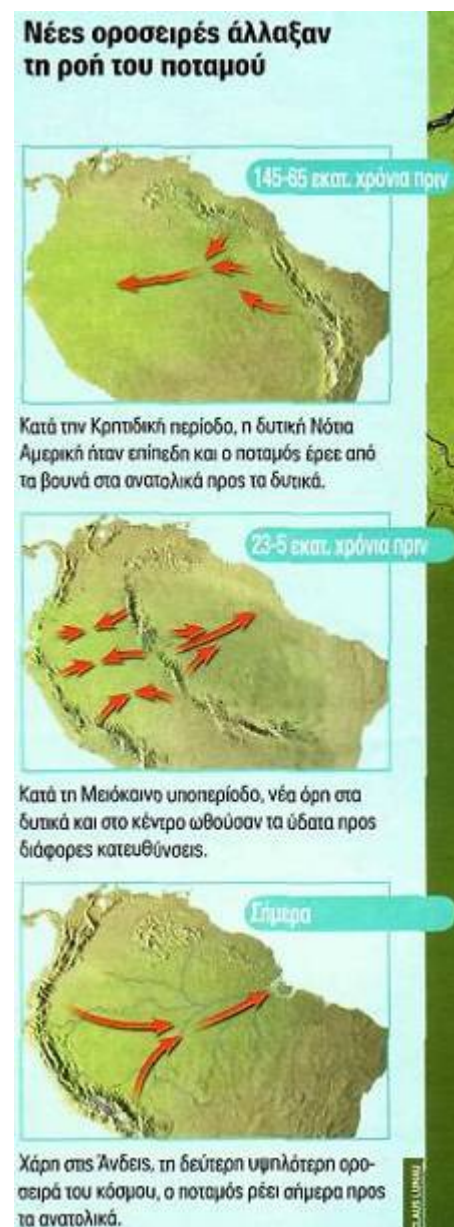 Νέες οροσειρές άλλαξαν
τη ροή του ποταμού
145-65 εκατ. χρόνια πριν
Κατά την Κρητιδική περίοδο, η δυτική Νότια
Αμερική ήταν επίπεδη και ο ποταμός έρεε από
τα βουνά στα ανατολικά προς τα δυτικά.
23-5 εκατ. χρόνια πριν
Κατά τη Μειόκαινο υποπερίοδο, νέα όρη στα
δυτικά και στο κέντρο ωθούσαν τα ύδατα προς
διάφορες κατευθύνσεις.
Σήμερα
Χάρη στις Άνδεις, τη δεύτερη υψηλότερη ορο-
σειρά του κόσμου, ο ποταμός ρέει σήμερα προς
τα ανατολικά.
CLAUS LUNAU